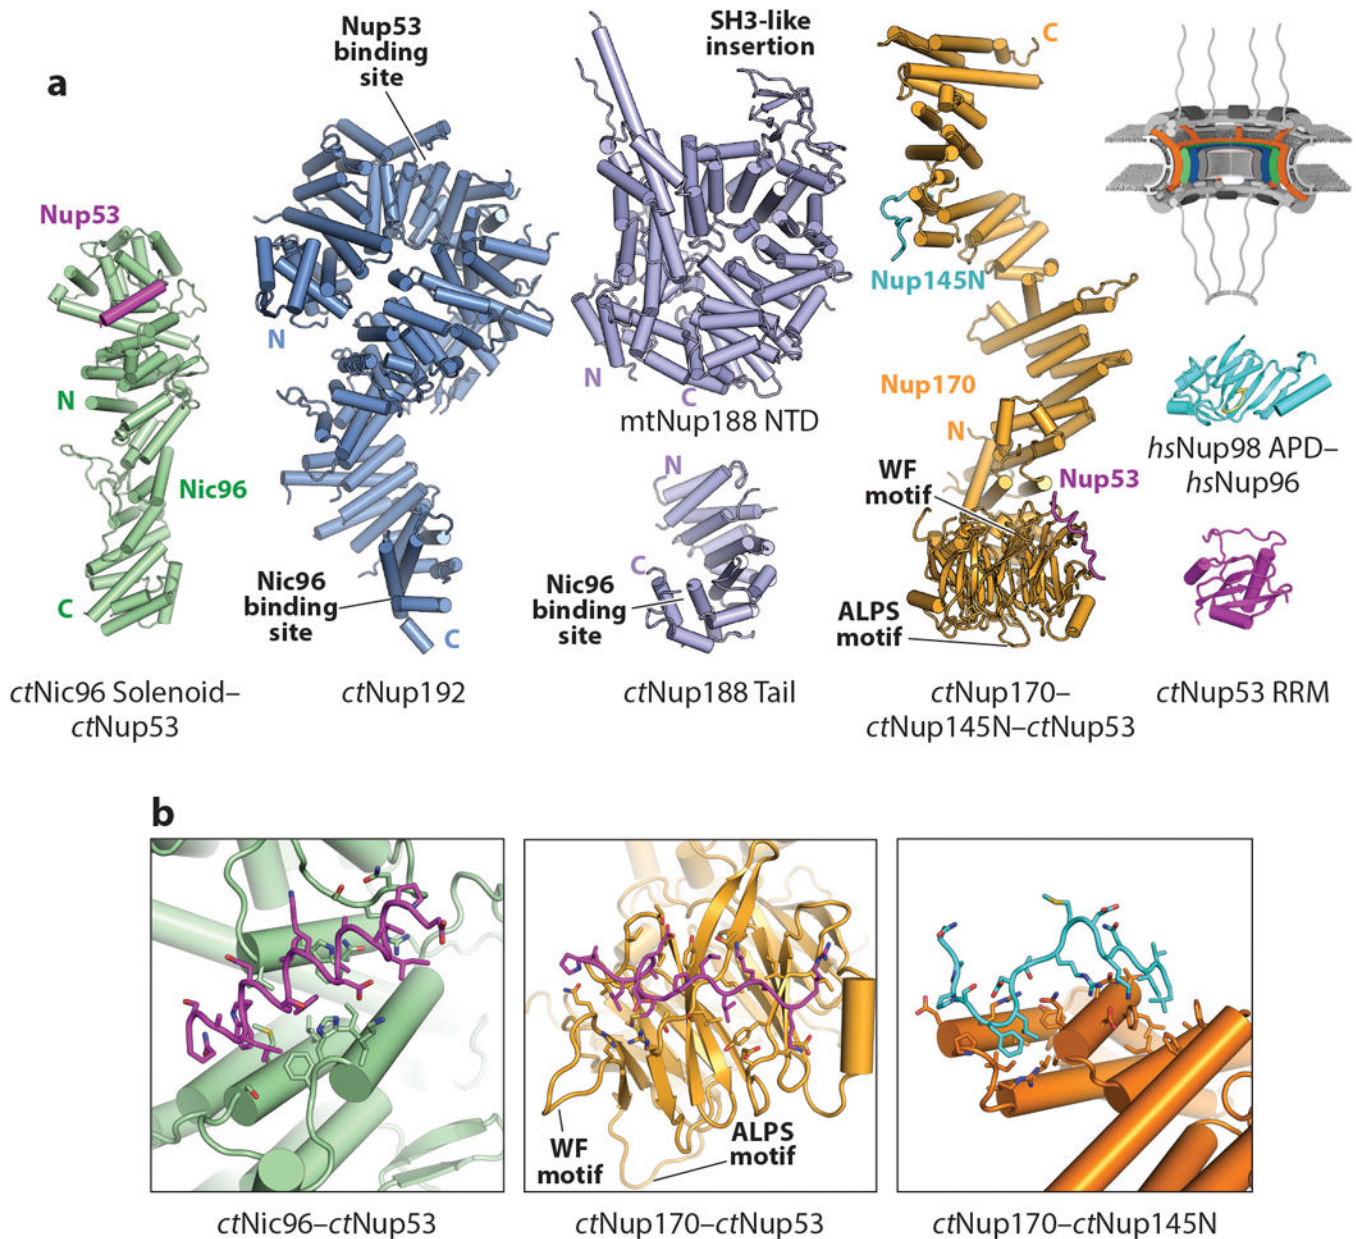 a
Nup53
N
Nic96
C
ctNic96 Solenoid–
ctNup53
Nup53
binding
site
N
Nic96
binding
site
C
ctNup192
SH3-like
insertion
N
C
mtNup188 NTD
N
C
Nic96
binding
site
ctNup188 Tail
C
Nup145N
Nup170
N
WF
motif
Nup53
ALPS
motif
ctNup170–
ctNup145N–ctNup53
hsNup98 APD–
hsNup96
ctNup53 RRM
b
ctNic96–ctNup53
WF
motif
ALPS
motif
ctNup170–ctNup53
ctNup170–ctNup145N